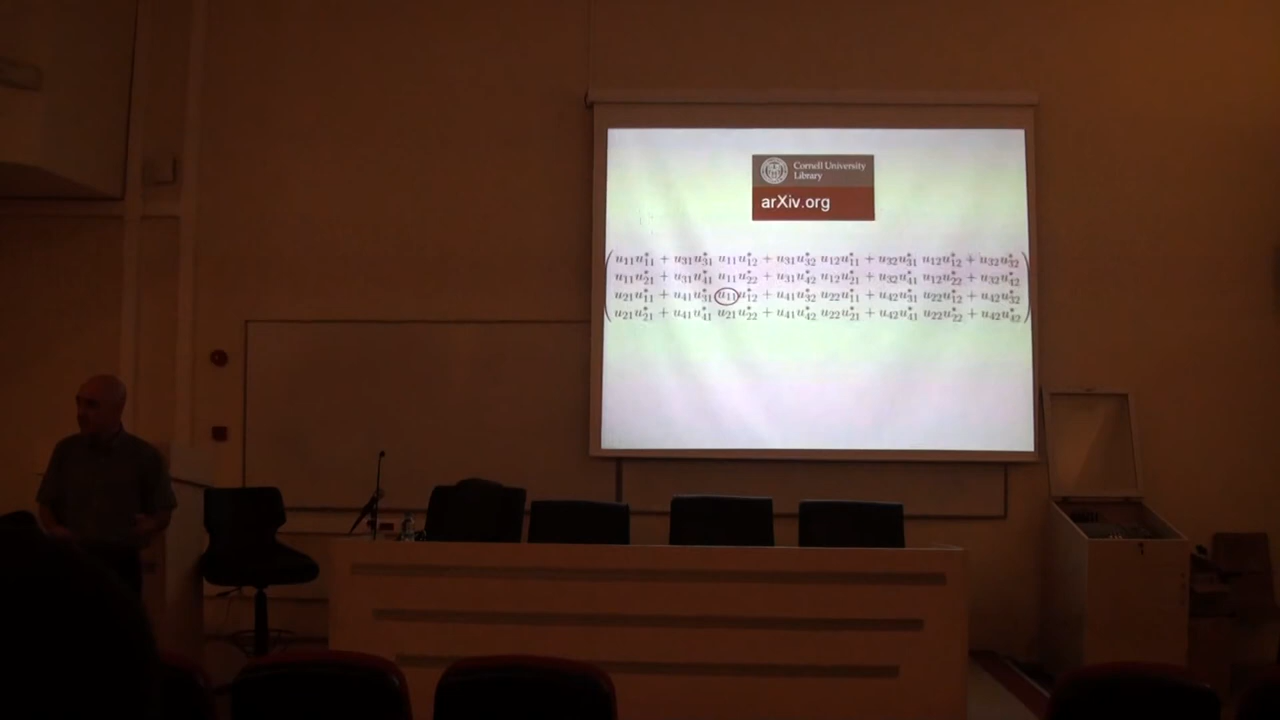 Cornell University
Library
arXiv.org
u₁₁u*₁₁ + u₃₁u*₃₁ u₁₁u*₁₂ + u₃₁u*₃₂ u₁₂u*₁₁ + u₃₂u*₃₁ u₁₂u*₁₂ + u₃₂u*₃₂
u₁₁u*₂₁ + u₃₁u*₄₁ u₁₁u*₂₂ + u₃₁u*₄₂ u₁₂u*₂₁ + u₃₂u*₄₁ u₁₂u*₂₂ + u₃₂u*₄₂
u₂₁u*₁₁ + u₄₁u*₃₁ u₁₁u*₁₂ + u₄₁u*₃₂ u₂₂u*₁₁ + u₄₂u*₃₁ u₂₂u*₁₂ + u₄₂u*₃₂
u₂₁u*₂₁ + u₄₁u*₄₁ u₂₁u*₂₂ + u₄₁u*₄₂ u₂₂u*₂₁ + u₄₂u*₄₁ u₂₂u*₂₂ + u₄₂u*₄₂